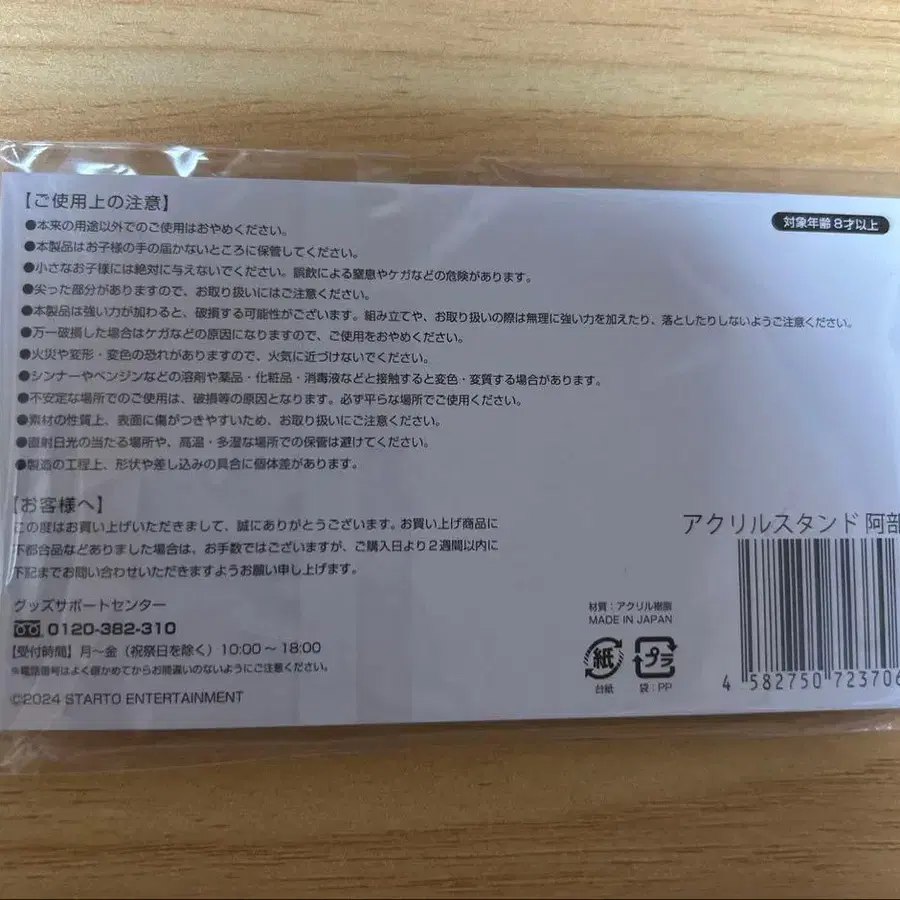 【ご使用上の注意】
対象年齢8才以上
●本来の用途以外でのご使用はおやめください。
●本製品はお子様の手の届かないところに保管してください。
●小さなお子様には絶対に与えないでください。誤飲による窒息やケガなどの危険があります。
●尖った部分がありますので、お取り扱いにはご注意ください。
●本製品は強い力が加わると、破損する可能性がございます。組み立てや、お取り扱いの際は無理に強い力を加えたり、落としたりしないようご注意ください。
●万一破損した場合はケガなどの原因になりますので、ご使用をおやめください。
●火災や変形・変色の恐れがありますので、火気に近づけないでください。
●シンナーやベンジンなどの溶剤や薬品・化粧品・消毒液などと接触すると変色・変質する場合があります。
●不安定な場所でのご使用は、破損等の原因となります。必ず平らな場所でご使用ください。
●素材の性質上、表面に傷がつきやすいため、お取り扱いにご注意ください。
●直射日光の当たる場所や、高温・多湿な場所での保管は避けてください。
●製造の工程上、形状や差し込みの具合に個体差があります。
【お客様へ】
この度はお買い上げいただきまして、誠にありがとうございます。お買い上げ商品に
不都合品などありました場合は、お手数ではございますが、ご購入日より2週間以内に
下記までお問い合わせいただきますようお願い申し上げます。
グッズサポートセンター
0120-382-310
【受付時間】月～金（祝祭日を除く）10:00～18:00
※電話番号はよく確かめてからお間違いのないようにご注意ください。
©2024 STARTO ENTERTAINMENT
アクリルスタンド 阿部
材質：アクリル樹脂
MADE IN JAPAN
紙
台紙
プラ
袋：PP
4 582750 723706